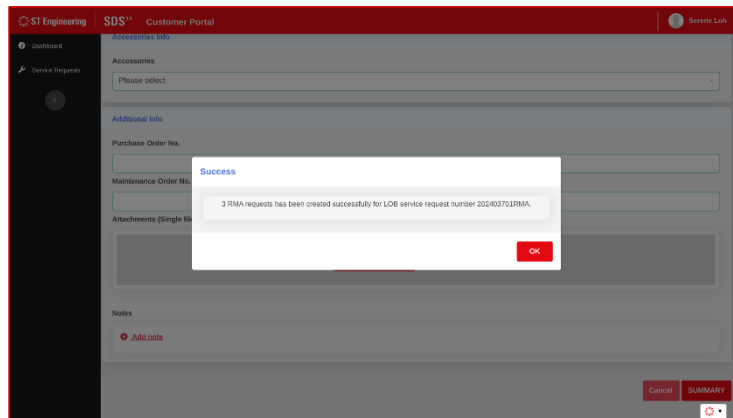 ST Engineering
SDS
Customer Portal
Serene Loh
Dashboard
Service Requests
Accessories Info
Accessories
Please select
Additional Info
Purchase Order No.
Maintenance Order No.
Success
3 RMA requests has been created successfully for LOB service request number 202403701RMA.
OK
Attachments (Single file
Notes
Add note
Cancel
SUMMARY